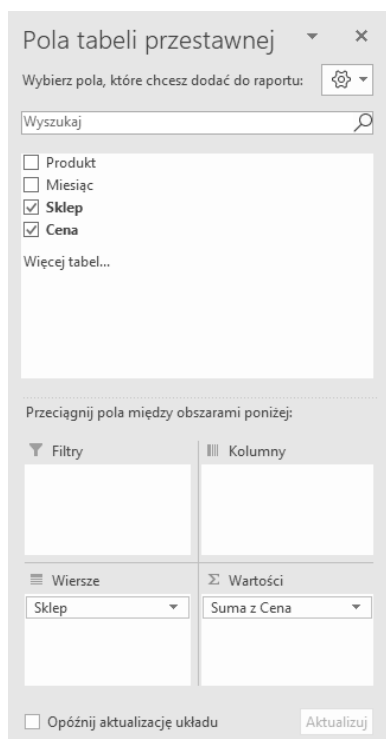 Pola tabeli przestawnej
Wybierz pola, które chcesz dodać do raportu:
Wyszukaj
Produkt
Miesiąc
Sklep
Cena
Więcej tabel...
Przeciągnij pola między obszarami poniżej:
Filtry
Kolumny
Wiersze
Σ Wartości
Sklep
Suma z Cena
Opóźnij aktualizację układu
Aktualizuj